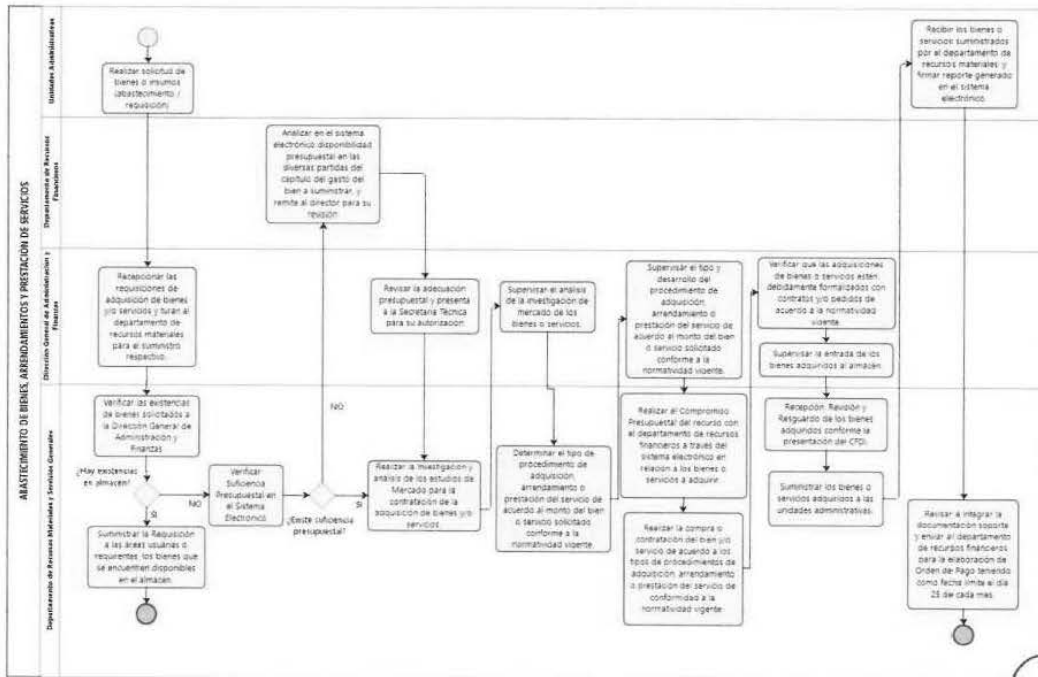 ABASTECIMIENTO DE BIENES, ARRENDAMIENTOS Y PRESTACIÓN DE SERVICIOS
Unidades Administrativas
Realizar solicitud de
bienes o insumos
(abastecimiento /
requisición)
Recibir los bienes o
servicios suministrados
por el departamento de
recursos materiales y
firmar reporte generado
en el sistema
electrónico.
Departamento de Recursos
Financieros
Analizar en el sistema
electrónico disponibilidad
presupuestal en las
diversas partidas del
capítulo del gasto del
bien a suministrar, y
remite al director para su
revisión
Dirección General de Administración y
Finanzas
Recepcionar las
requisiciones de
adquisición de bienes
y/o servicios y turan al
departamento de
recursos materiales
para el suministro
respectivo.
Revisar la adecuación
presupuestal y presenta
a la Secretaria Técnica
para su autorización.
Supervisar el análisis
de la investigación de
mercado de los
bienes o servicios.
Supervisar el tipo y
desarrollo del
procedimiento de
adquisición,
arrendamiento o
prestación del servicio de
acuerdo al monto del bien
o servicio solicitado
conforme a la
normatividad vigente.
Verificar que las adquisiciones
de bienes o servicios estén
debidamente formalizados con
contratos y/o pedidos de
acuerdo a la normatividad
vigente.
Supervisar la entrada de los
bienes adquiridos al almacén
Departamento de Recursos Materiales y Servicios Generales
Verificar las existencias
de bienes solicitados a
la Dirección General de
Administración y
Finanzas
¿Hay existencias
en almacén?
NO
SI
Suministrar la Requisición
a las áreas usuarias o
requirentes, los bienes que
se encuentren disponibles
en el almacén.
Verificar
Suficiencia
Presupuestal en
el Sistema
Electrónico
¿Existe suficiencia
presupuestal?
NO
SI
Realizar la investigación y
análisis de los estudios de
Mercado para la
contratación de la
adquisición de bienes y/o
servicios.
Determinar el tipo de
procedimiento de
adquisición,
arrendamiento o
prestación del servicio de
acuerdo al monto del bien
o servicio solicitado
conforme a la
normatividad vigente.
Realizar el Compromiso
Presupuestal del recurso con
el departamento de recursos
financieros a través del
sistema electrónico en
relación a los bienes o
servicios a adquirir.
Realizar la compra o
contratación del bien y/o
servicio de acuerdo a los
tipos de procedimientos de
adquisición, arrendamiento
o prestación del servicio de
conformidad a la
normatividad vigente
Recepción, Revisión y
Resguardo de los bienes
adquiridos conforme la
presentación del CFDI.
Suministrar los bienes o
servicios adquiridos a las
unidades administrativas.
Revisar e integrar la
documentación soporte
y enviar al departamento
de recursos financieros
para la elaboración de
Orden de Pago teniendo
como fecha límite el día
25 de cada mes.